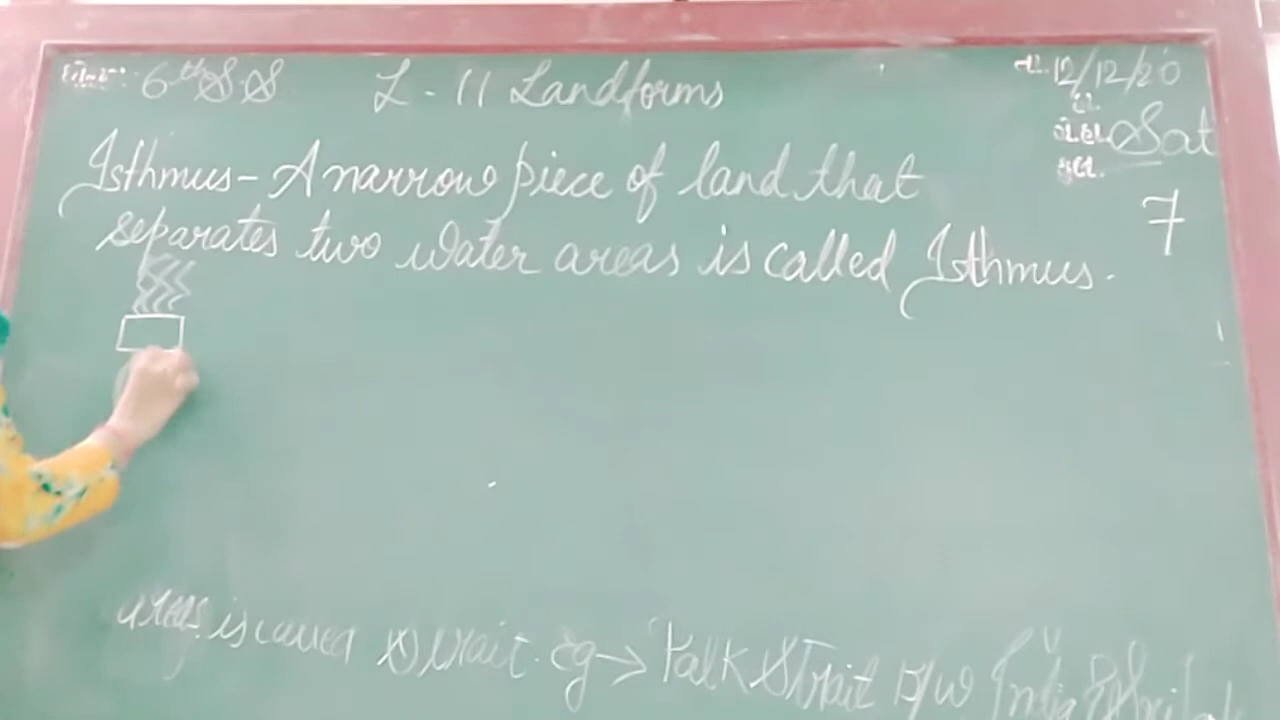 6th S.S
L - 11 Landforms
12/12/20
Sat
7
Isthmus - A narrow piece of land that
separates two water areas is called Isthmus.
areas is called Strait. eg → Palk Strait b/w India &